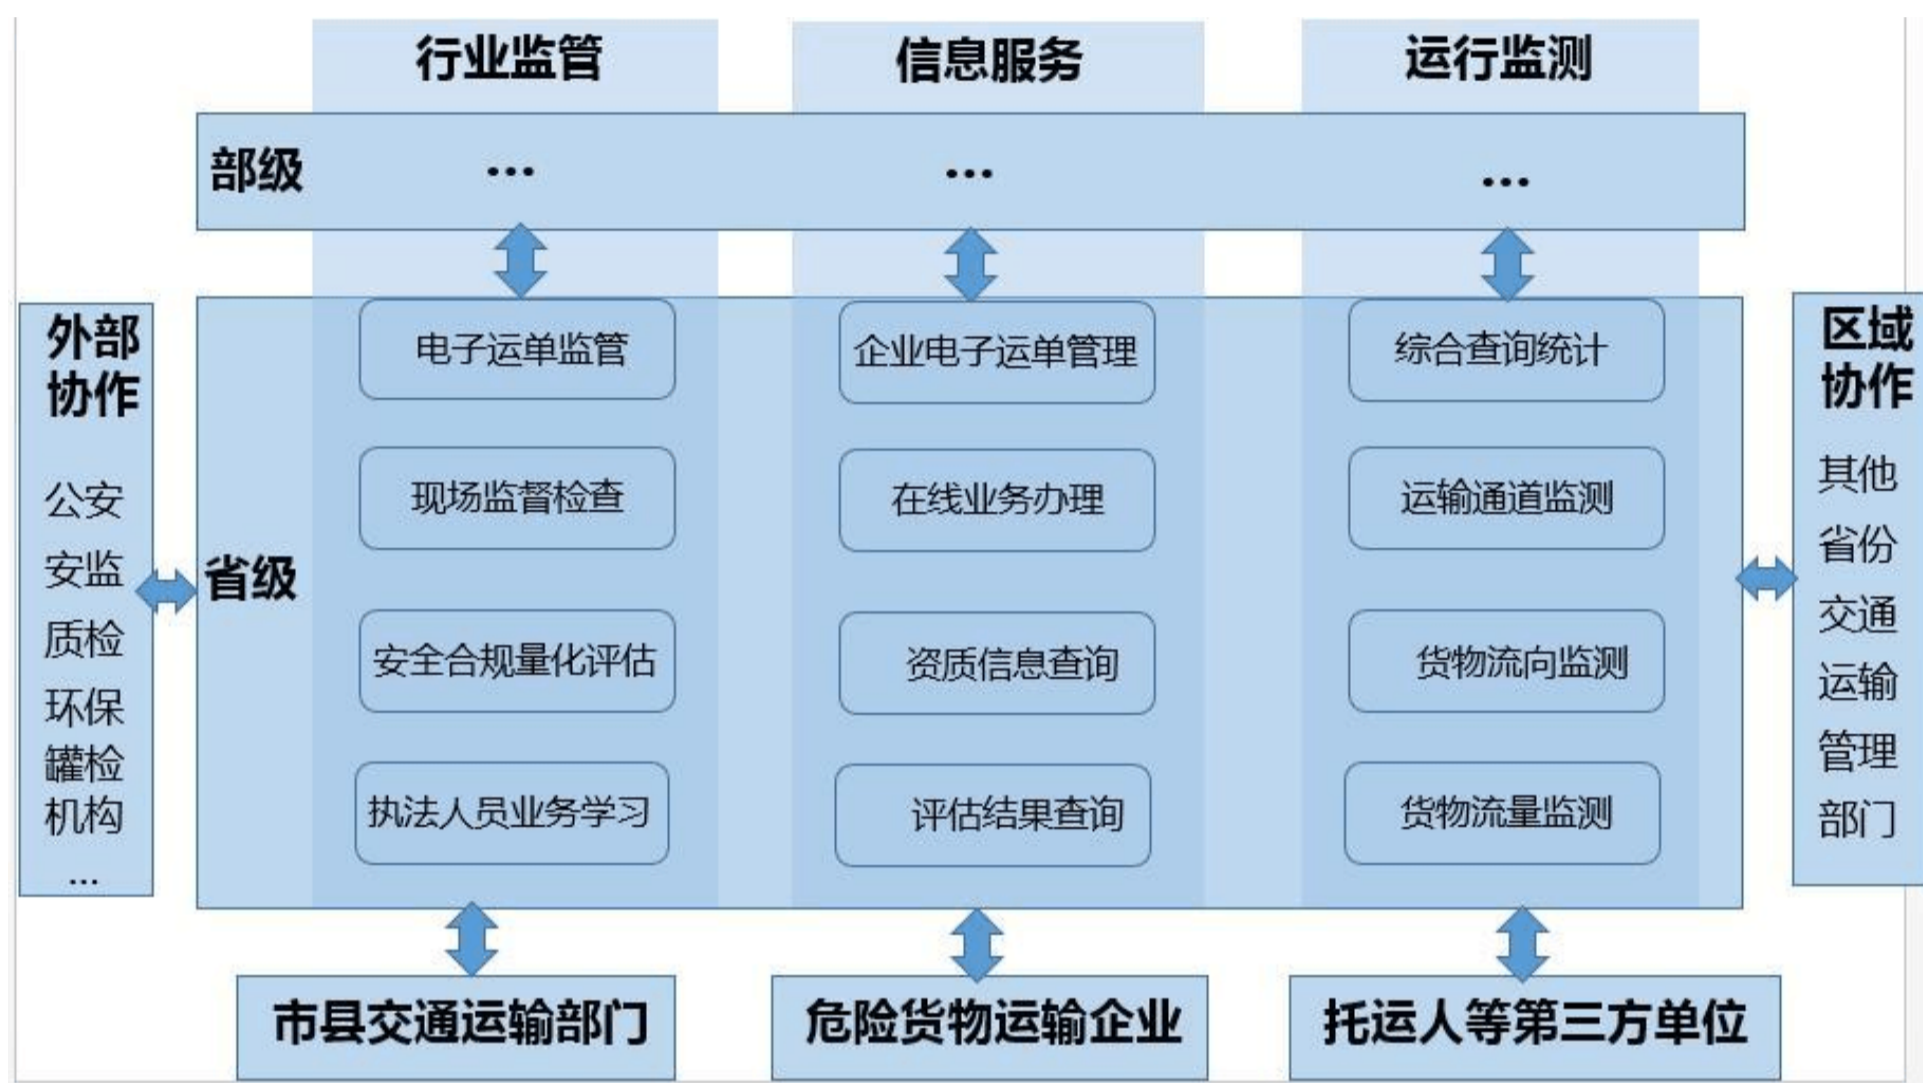 行业监管
信息服务
运行监测
部级
...
...
...
外部
协作
公安
安监
质检
环保
罐检
机构
...
省级
电子运单监管
企业电子运单管理
综合查询统计
现场监督检查
在线业务办理
运输通道监测
安全合规量化评估
资质信息查询
货物流向监测
执法人员业务学习
评估结果查询
货物流量监测
区域
协作
其他
省份
交通
运输
管理
部门
市县交通运输部门
危险货物运输企业
托运人等第三方单位